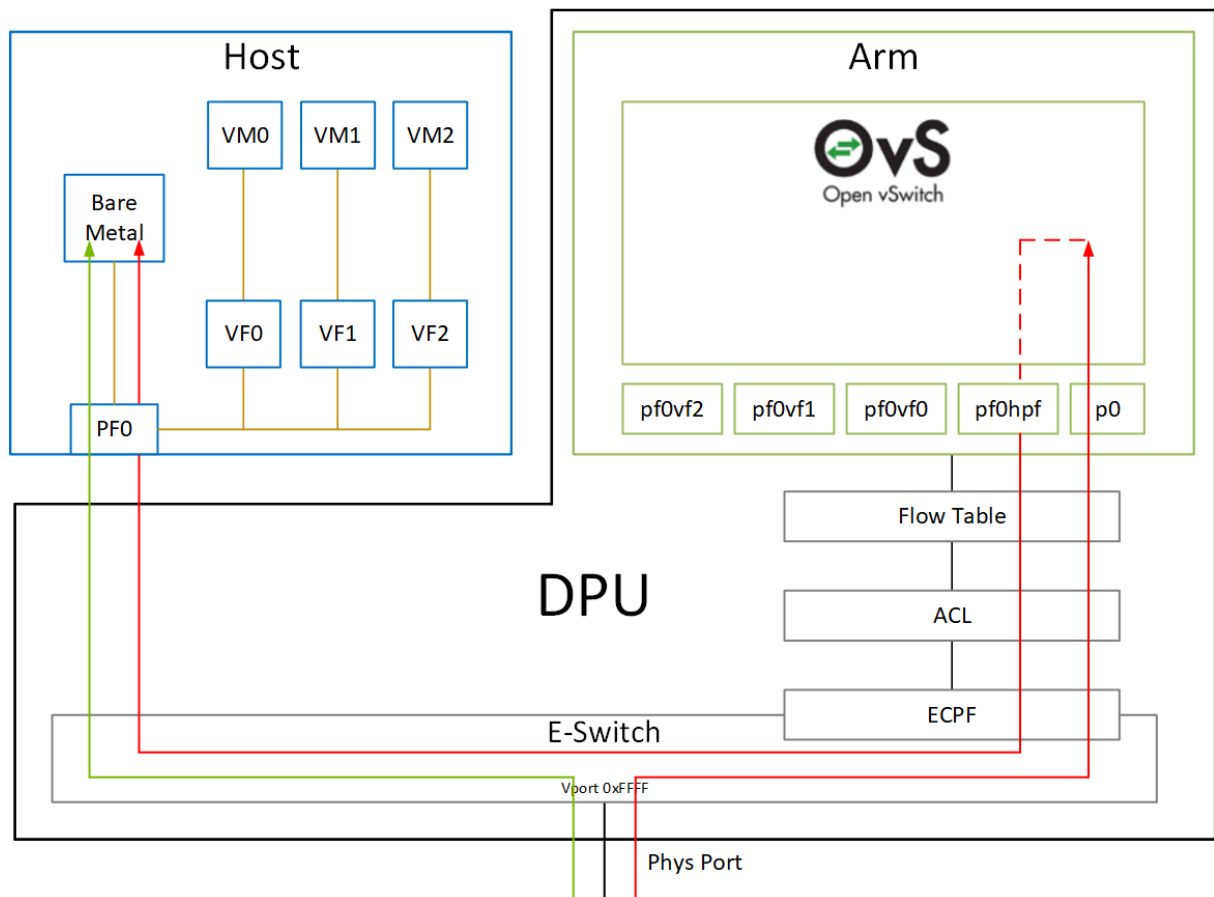 Host
Arm
VM0
VM1
VM2
OvS
Open vSwitch
Bare
Metal
VF0
VF1
VF2
PF0
pf0vf2
pf0vf1
pf0vf0
pf0hpf
p0
Flow Table
DPU
ACL
ECPF
E-Switch
Vport 0xFFFF
Phys Port